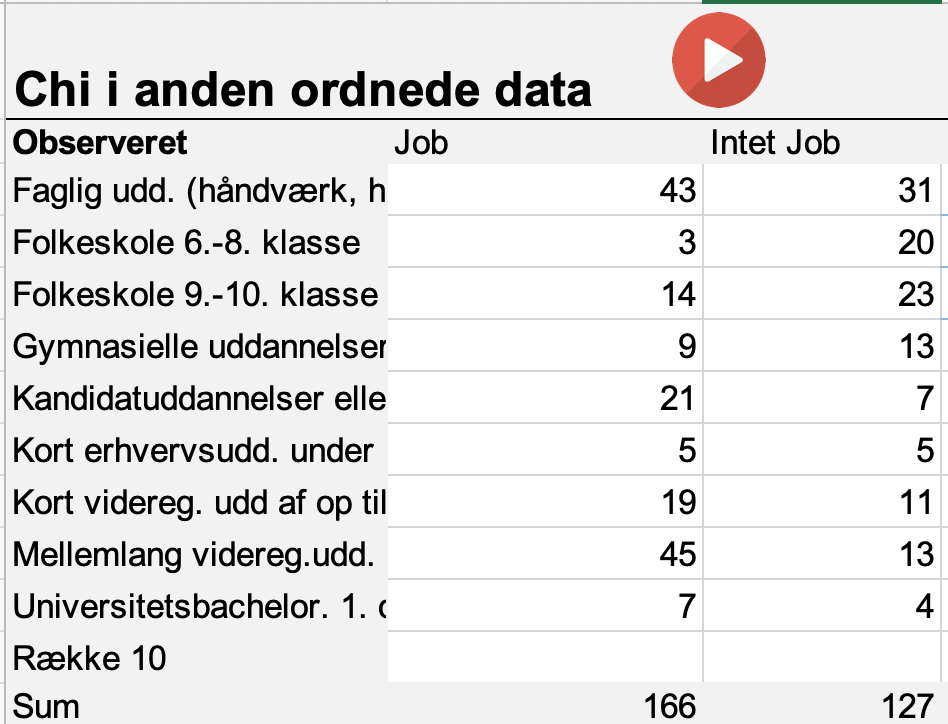 Chi i anden ordnede data
Observeret Job Intet Job
Faglig udd. (håndværk, h 43 31
Folkeskole 6.-8. klasse 3 20
Folkeskole 9.-10. klasse 14 23
Gymnasielle uddannelser 9 13
Kandidatuddannelser elle 21 7
Kort erhvervsudd. under 5 5
Kort videreg. udd af op til 19 11
Mellemlang videreg.udd. 45 13
Universitetsbachelor. 1. 7 4
Række 10
Sum 166 127